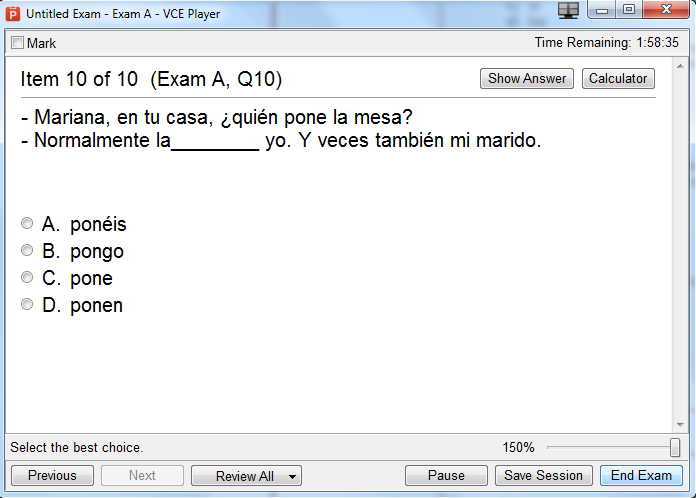 Untitled Exam - Exam A - VCE Player
Mark
Time Remaining: 1:58:35
Item 10 of 10 (Exam A, Q10)
Show Answer
Calculator
- Mariana, en tu casa, ¿quién pone la mesa?
- Normalmente la________ yo. Y veces también mi marido.
A. ponéis
B. pongo
C. pone
D. ponen
Select the best choice.
150%
Previous
Next
Review All
Pause
Save Session
End Exam